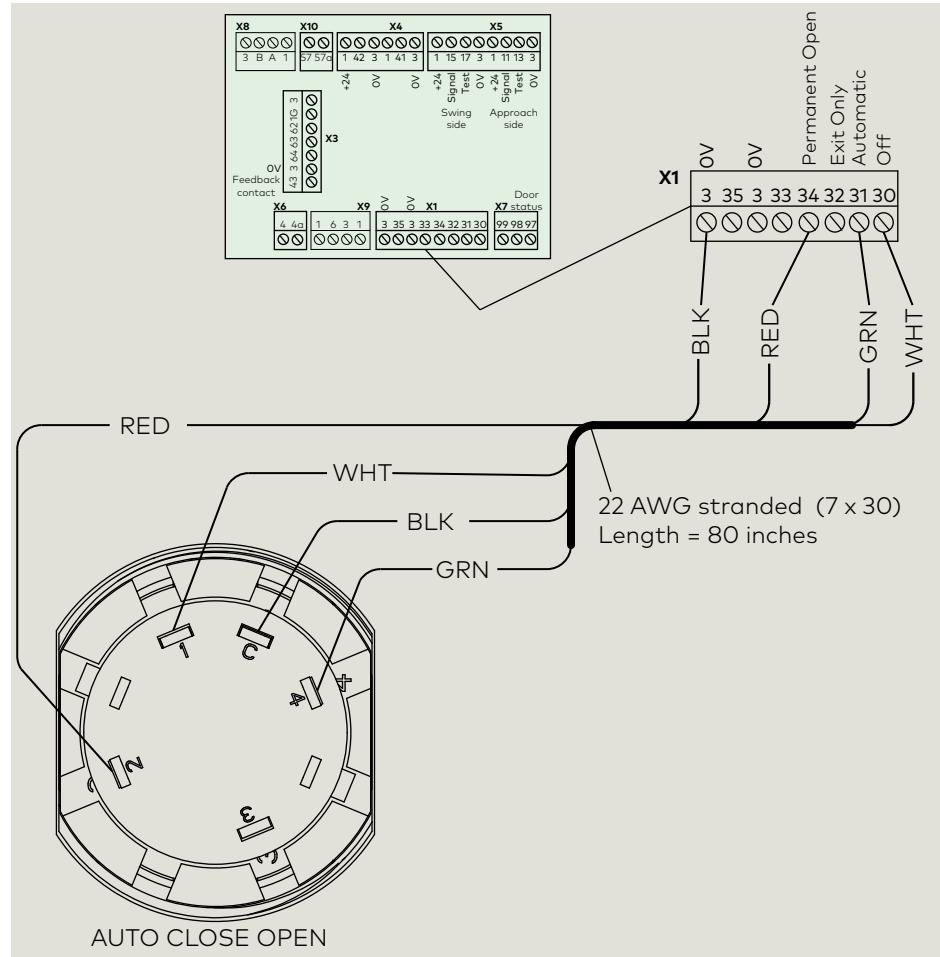 X8 X10 X4 X5
3 B A 1 57 57a 1 42 3 1 41 3 1 15 17 3 1 11 13 3
+24 0V 0V +24 Signal Test 0V +24 Signal Test 0V
Swing side Approach side
3 1G 62 63 64 3 43
X3
0V
Feedback contact
Door status
0V 0V
X6 X9 X1 X7
4 4a 1 6 3 1 3 35 3 33 34 32 31 30 99 98 97
0V 0V Permanent Open Exit Only Automatic Off
X1
3 35 3 33 34 32 31 30
BLK RED GRN WHT
RED
WHT
BLK
GRN
22 AWG stranded (7 x 30)
Length = 80 inches
1 C
4 4
2
3
AUTO CLOSE OPEN